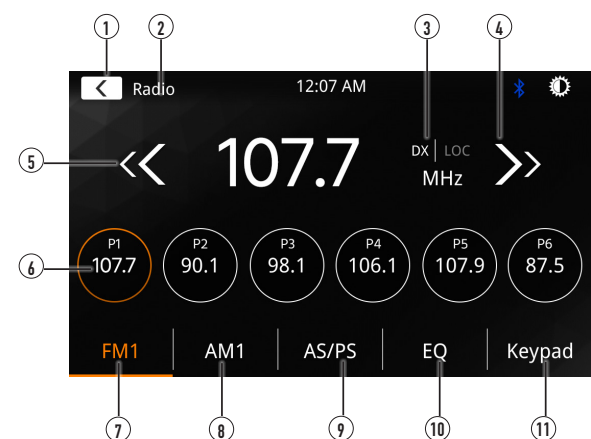 1 2 3 4
Radio 12:07 AM
5 107.7 DX LOC
MHz
P1 P2 P3 P4 P5 P6
6 107.7 90.1 98.1 106.1 107.9 87.5
FM1 AM1 AS/PS EQ Keypad
7 8 9 10 11